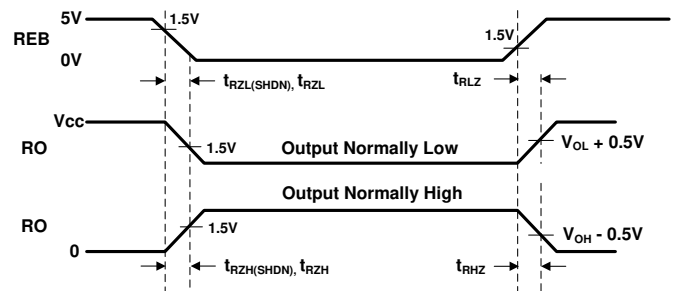 5V
1.5V
REB
1.5V
0V
tRZL(SHDN), tRZL
tRLZ
Vcc
RO
1.5V
Output Normally Low
VOL + 0.5V
Output Normally High
RO
1.5V
VOH - 0.5V
0
tRZH(SHDN), tRZH
tRHZ